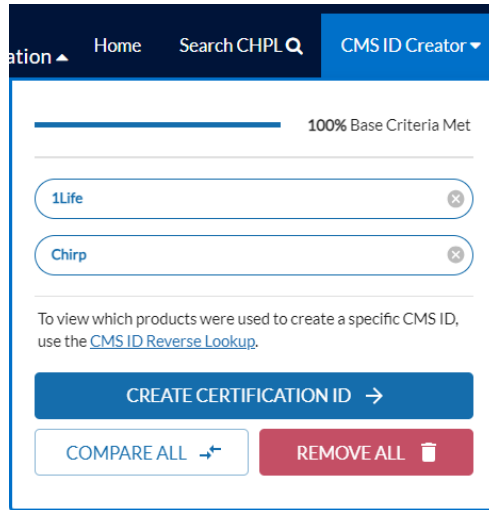 Home Search CHPL CMS ID Creator
ation
100% Base Criteria Met
1Life
Chirp
To view which products were used to create a specific CMS ID,
use the CMS ID Reverse Lookup.
CREATE CERTIFICATION ID →
COMPARE ALL
REMOVE ALL